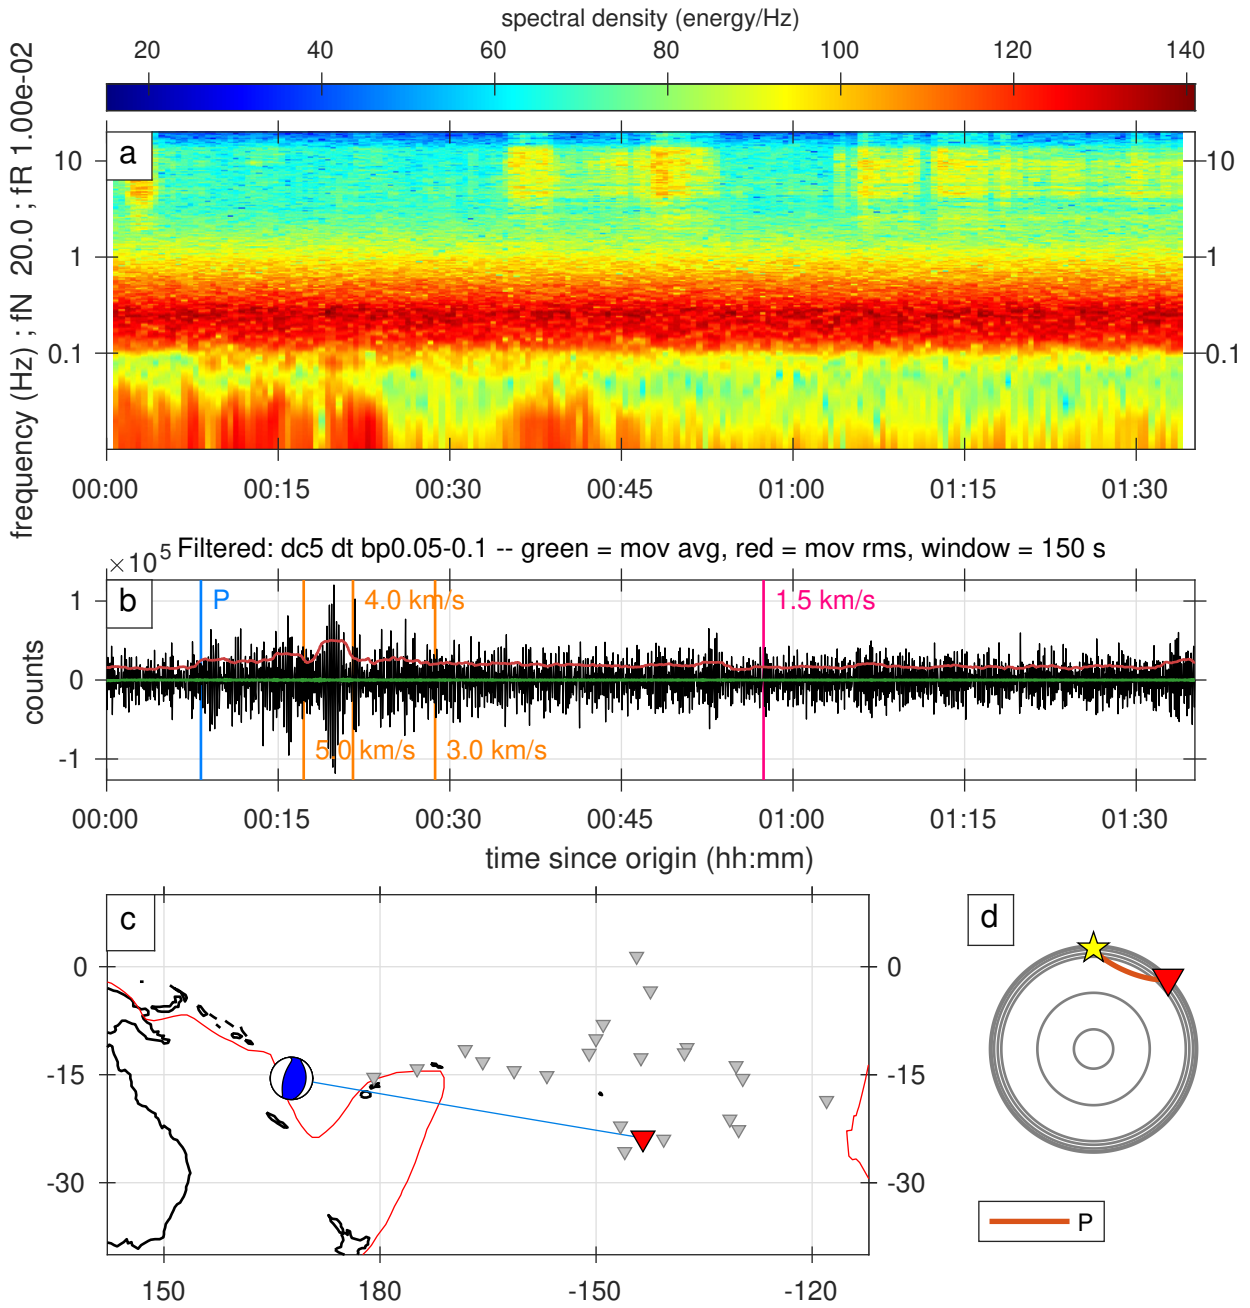 spectral density (energy/Hz)
20 40 60 80 100 120 140
frequency (Hz) ; fN 20.0 ; fR 1.00e-02
a
10 10
1 1
0.1 0.1
00:00 00:15 00:30 00:45 01:00 01:15 01:30
×10^5 Filtered: dc5 dt bp0.05-0.1 -- green = mov avg, red = mov rms, window = 150 s
b
P 4.0 km/s 1.5 km/s
5.0 km/s 3.0 km/s
counts
1
0
-1
00:00 00:15 00:30 00:45 01:00 01:15 01:30
time since origin (hh:mm)
c
0 0
-15 -15
-30 -30
150 180 -150 -120
d
P